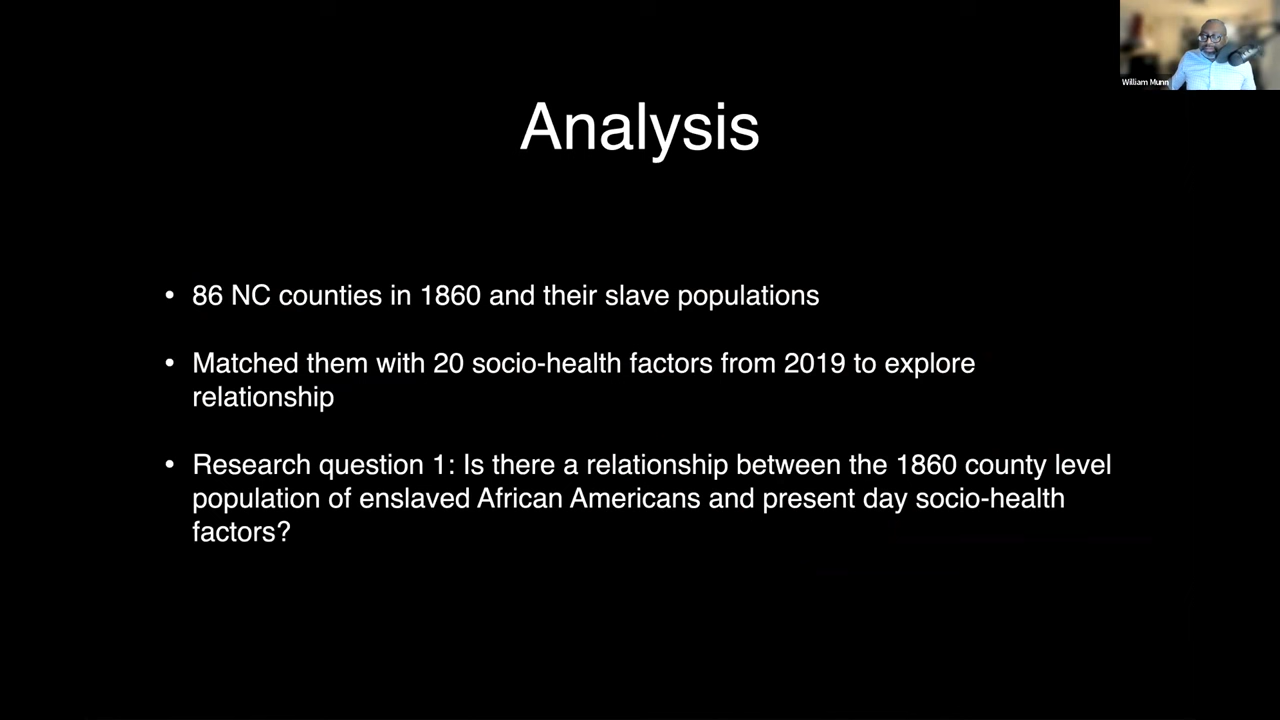 William Munn
Analysis
• 86 NC counties in 1860 and their slave populations
• Matched them with 20 socio-health factors from 2019 to explore
relationship
• Research question 1: Is there a relationship between the 1860 county level
population of enslaved African Americans and present day socio-health
factors?